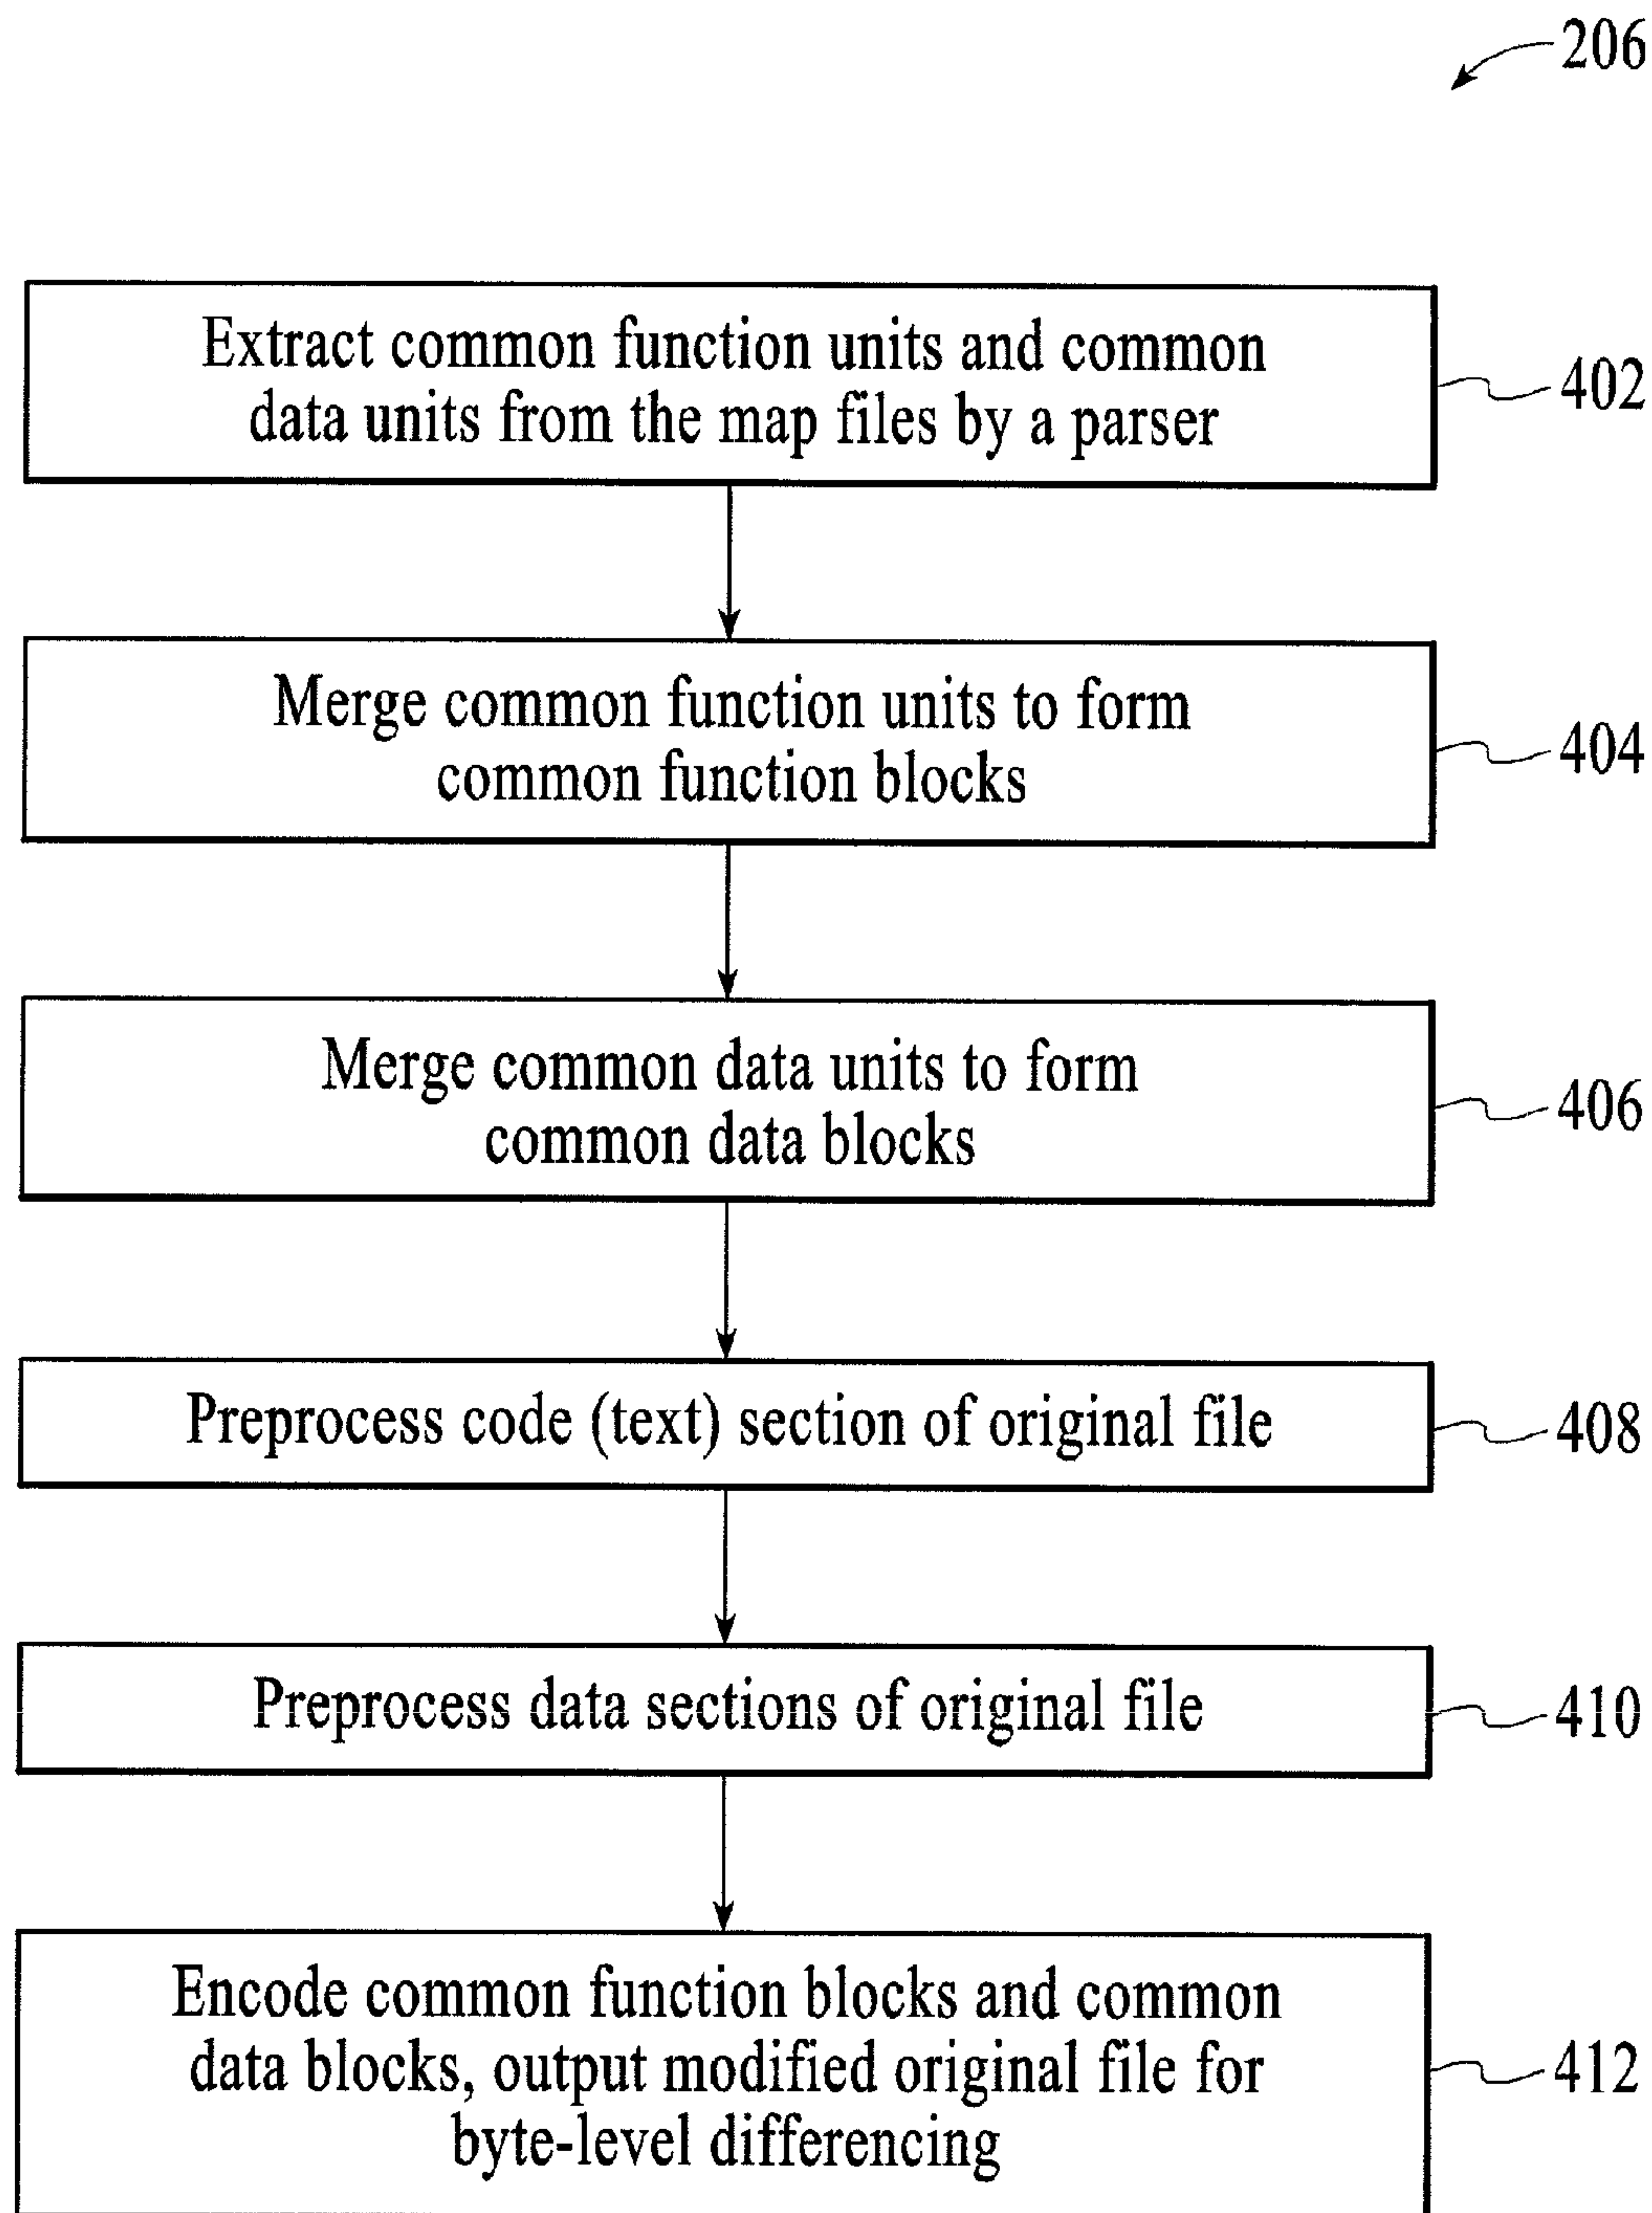 206
Extract common function units and common
data units from the map files by a parser
402
Merge common function units to form
common function blocks
404
Merge common data units to form
common data blocks
406
Preprocess code (text) section of original file
408
Preprocess data sections of original file
410
Encode common function blocks and common
data blocks, output modified original file for
byte-level differencing
412